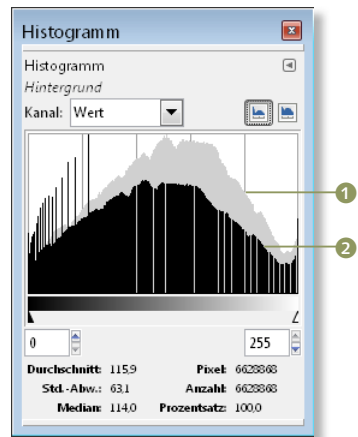 Histogramm
Histogramm
Hintergrund
Kanal: Wert
1
2
0 255
Durchschnitt: 115,9 Pixel: 6628868
Std.-Abw.: 63,1 Anzahl: 6628868
Median: 114,0 Prozentsatz: 100,0